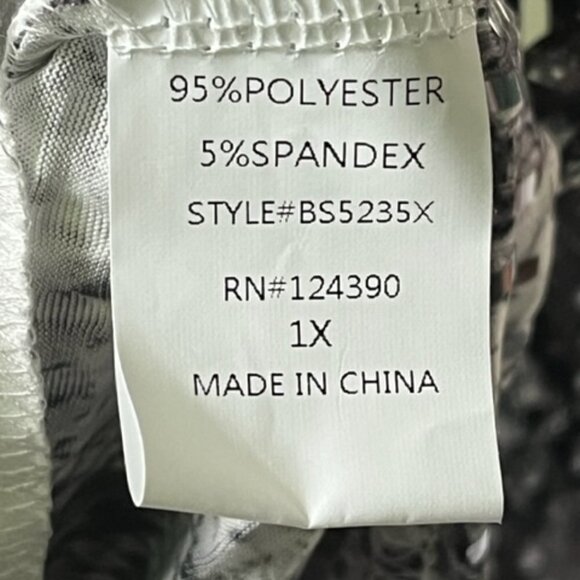 95%POLYESTER
5%SPANDEX
STYLE#BS5235X
RN#124390
1X
MADE IN CHINA